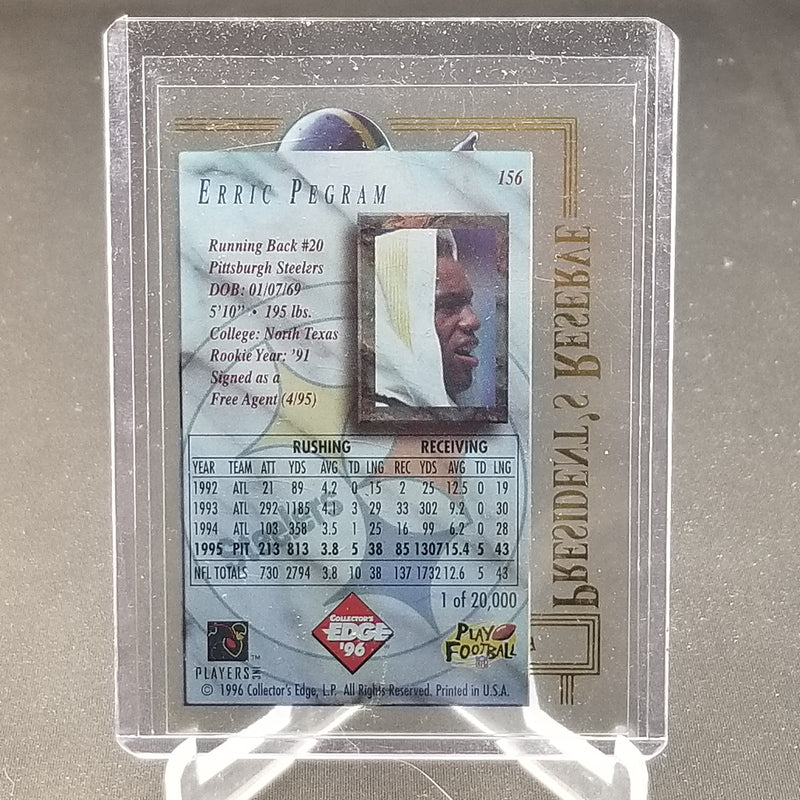 156
ERRIC PEGRAM
Running Back #20
Pittsburgh Steelers
DOB: 01/07/69
5'10" • 195 lbs.
College: North Texas
Rookie Year: '91
Signed as a
Free Agent (4/95)
RUSHING RECEIVING
YEAR TEAM ATT YDS AVG TD LNG REC YDS AVG TD LNG
1992 ATL 21 89 4.2 0 15 2 25 12.5 0 19
1993 ATL 292 1185 4.1 3 29 33 302 9.2 0 30
1994 ATL 103 358 3.5 1 25 16 99 6.2 0 28
1995 PIT 213 813 3.8 5 38 85 1307 15.4 5 43
NFL TOTALS 730 2794 3.8 10 38 137 1732 12.6 5 43
Steelers
1 of 20,000
COLLECTOR'S
EDGE
'96
PLAY
FOOTBALL
NFL
PLAYERS INC ™
© 1996 Collector's Edge, L.P. All Rights Reserved. Printed in U.S.A.
PRESIDENT'S RESERVE